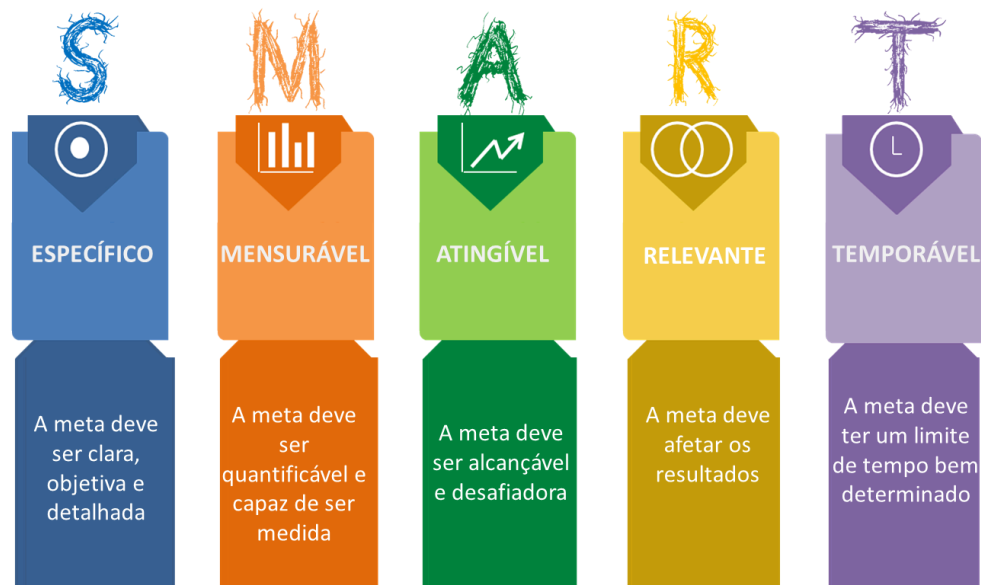 S
M
A
R
T
ESPECÍFICO
MENSURÁVEL
ATINGÍVEL
RELEVANTE
TEMPORÁVEL
A meta deve
ser clara,
objetiva e
detalhada
A meta deve
ser
quantificável e
capaz de ser
medida
A meta deve
ser alcançável
e desafiadora
A meta deve
afetar os
resultados
A meta deve
ter um limite
de tempo bem
determinado